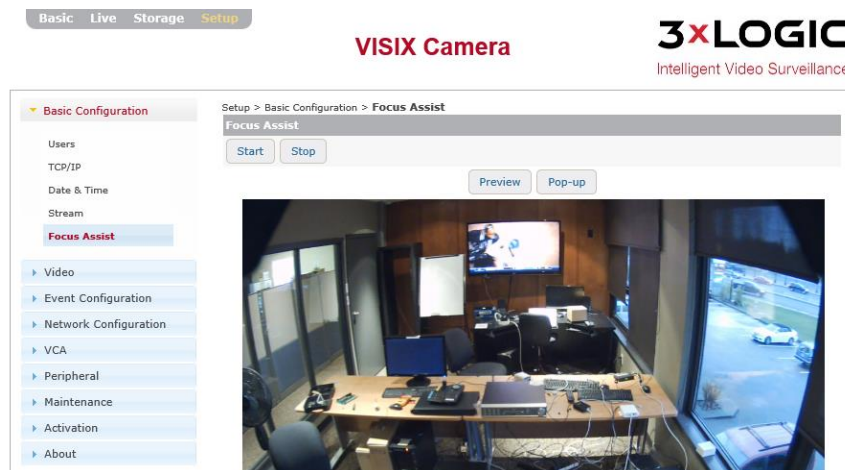 Basic Live Storage Setup
VISIX Camera
3xLOGIC
Intelligent Video Surveillance
Basic Configuration
Users
TCP/IP
Date & Time
Stream
Focus Assist
Video
Event Configuration
Network Configuration
VCA
Peripheral
Maintenance
Activation
About
Setup > Basic Configuration > Focus Assist
Focus Assist
Start Stop
Preview Pop-up